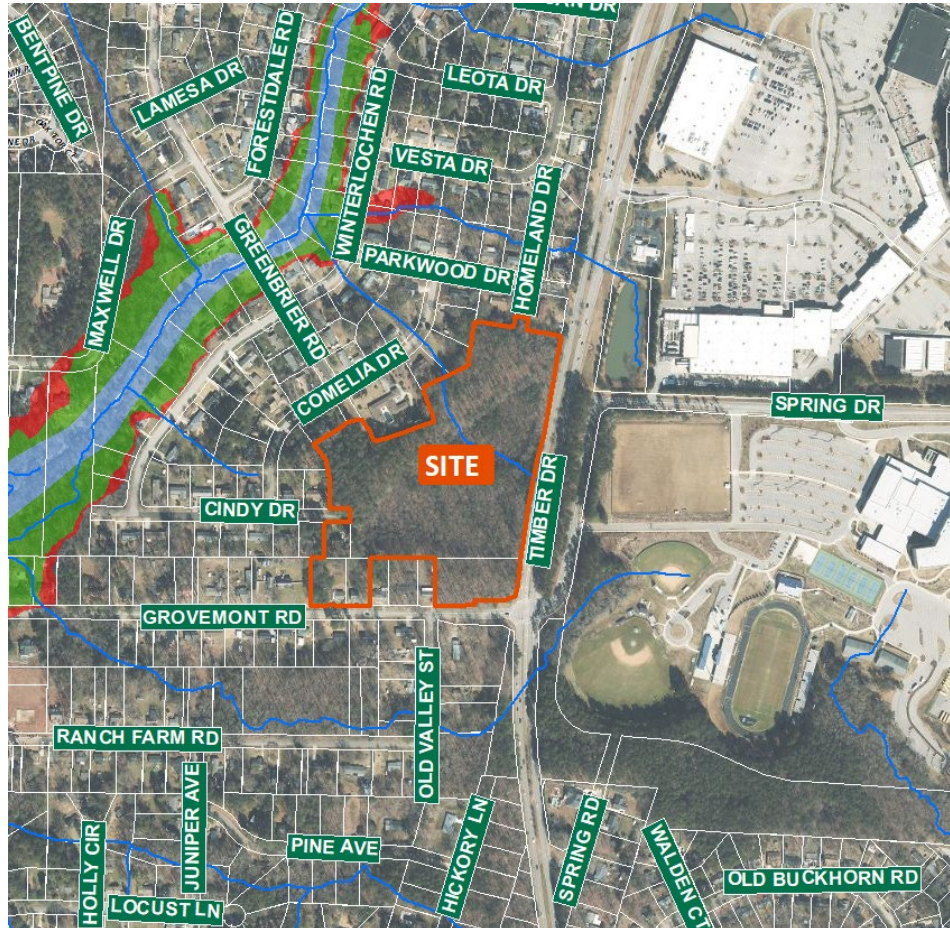 BENTPINE DR
LAMESA DR
FORESTDALE RD
WINTERLOCHEN RD
LEOTA DR
VESTA DR
HOMELAND DR
MAXWELL DR
GREENBRIER RD
PARKWOOD DR
COMELIA DR
SPRING DR
SITE
TIMBER DR
CINDY DR
GROVEMONT RD
OLD VALLEY ST
RANCH FARM RD
JUNIPER AVE
HOLLY CIR
PINE AVE
HICKORY LN
SPRING RD
WALDEN CT
OLD BUCKHORN RD
LOCUST LN